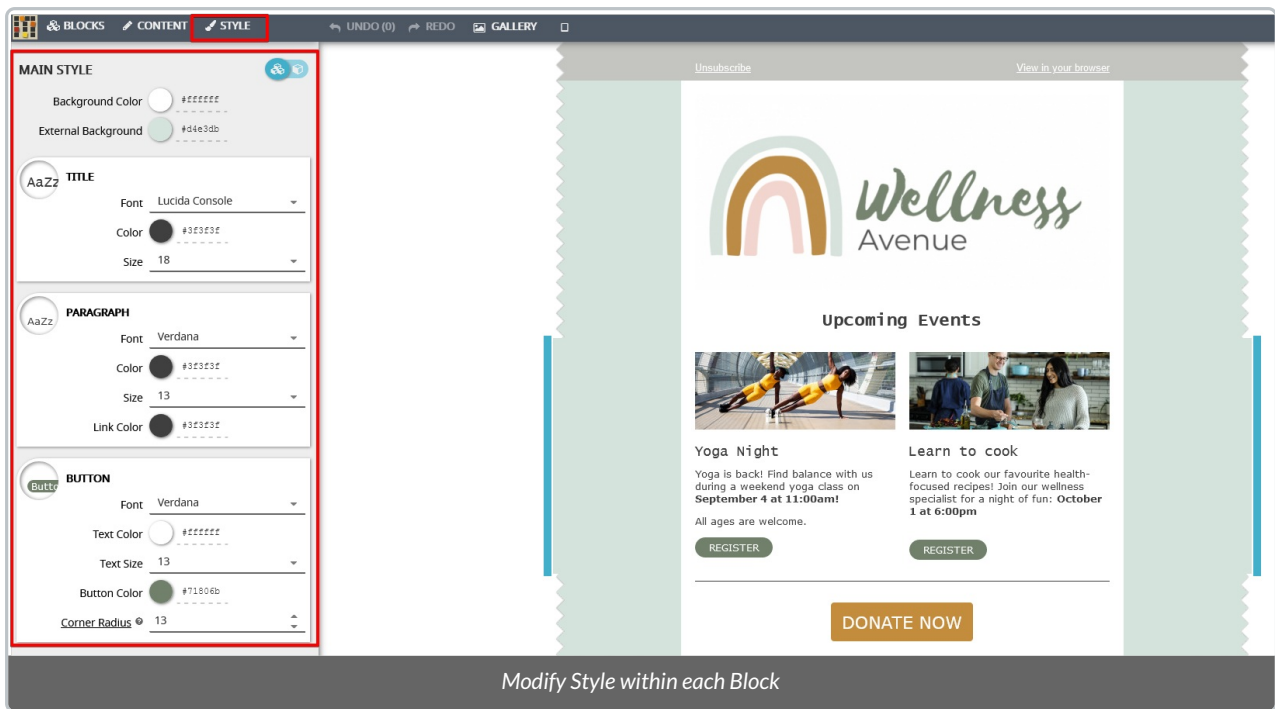 BLOCKS CONTENT STYLE UNDO (0) REDO GALLERY
MAIN STYLE
Background Color #ffffff
External Background #d4e3db
AaZz TITLE
Font Lucida Console
Color #3f3f3f
Size 18
AaZz PARAGRAPH
Font Verdana
Color #3f3f3f
Size 13
Link Color #3f3f3f
Butto BUTTON
Font Verdana
Text Color #ffffff
Text Size 13
Button Color #71806b
Corner Radius 13
Unsubscribe View in your browser
Wellness
Avenue
Upcoming Events
Yoga Night
Yoga is back! Find balance with us
during a weekend yoga class on
September 4 at 11:00am!
All ages are welcome.
REGISTER
Learn to cook
Learn to cook our favourite health-
focused recipes! Join our wellness
specialist for a night of fun: October
1 at 6:00pm
REGISTER
DONATE NOW
Modify Style within each Block